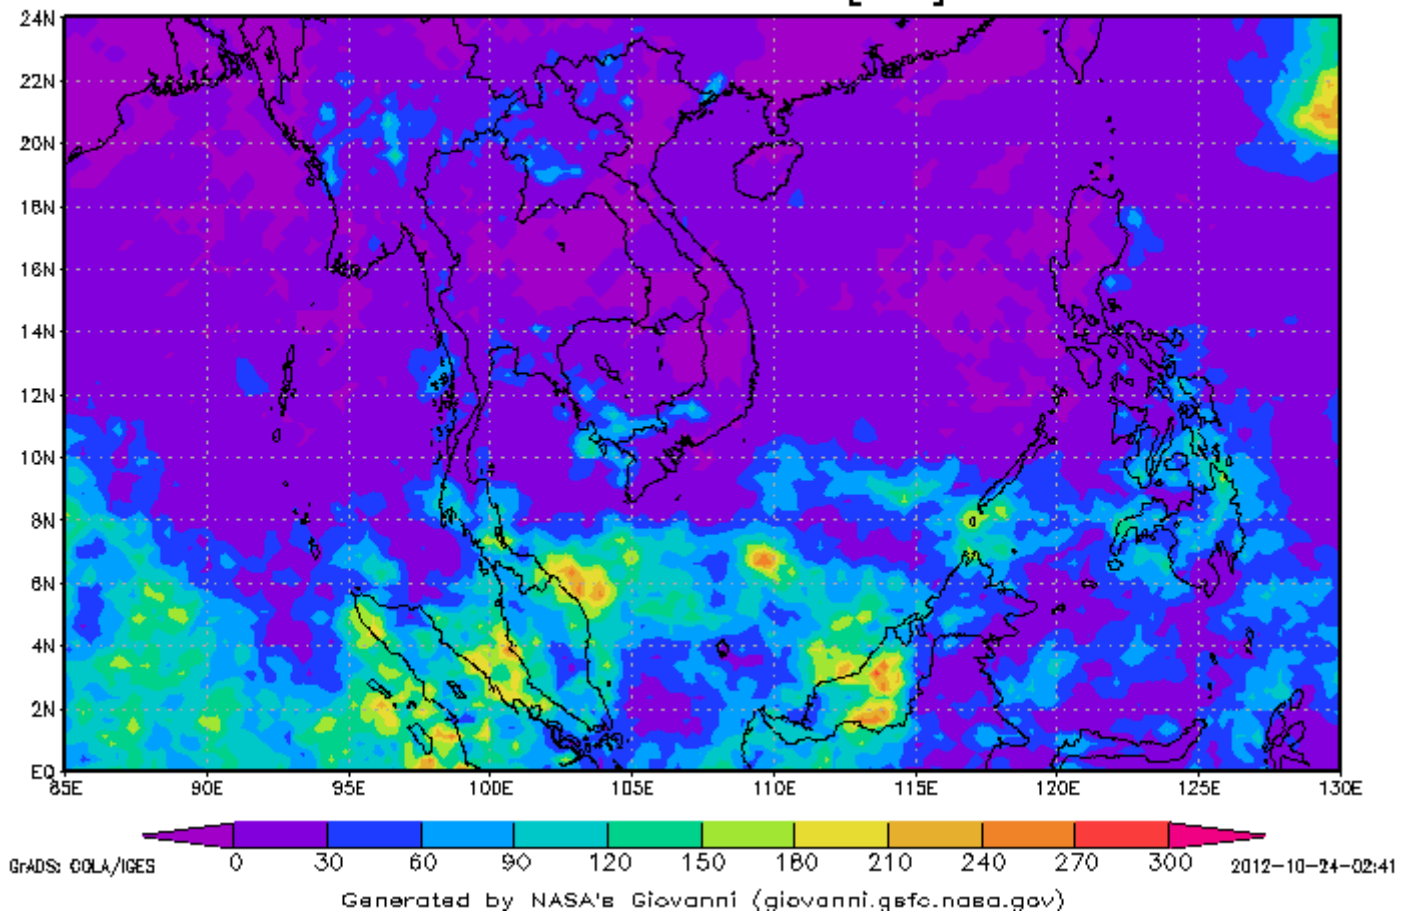 24N
22N
20N
18N
16N
14N
12N
10N
8N
6N
4N
2N
EQ
85E 90E 95E 100E 105E 110E 115E 120E 125E 130E
0 30 60 90 120 150 180 210 240 270 300
GrADS: COLA/IGES 2012-10-24-02:41
Generated by NASA's Giovanni (giovanni.gsfc.nasa.gov)